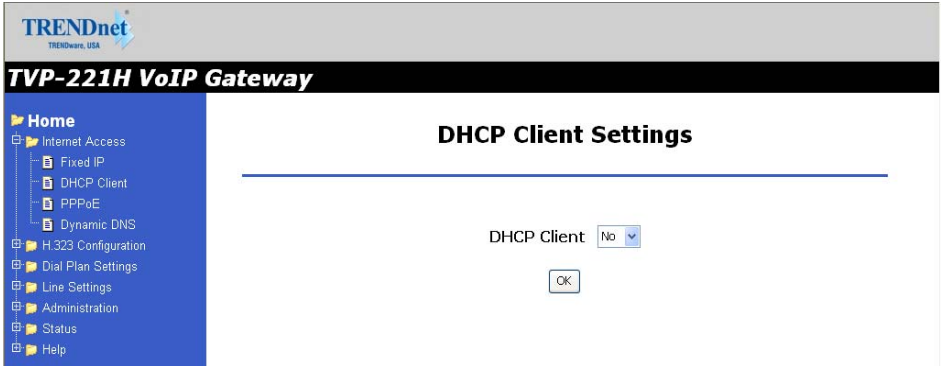 TRENDnet
TRENDware, USA
TVP-221H VoIP Gateway
Home
Internet Access
Fixed IP
DHCP Client
PPPoE
Dynamic DNS
H.323 Configuration
Dial Plan Settings
Line Settings
Administration
Status
Help
DHCP Client Settings
DHCP Client No
OK